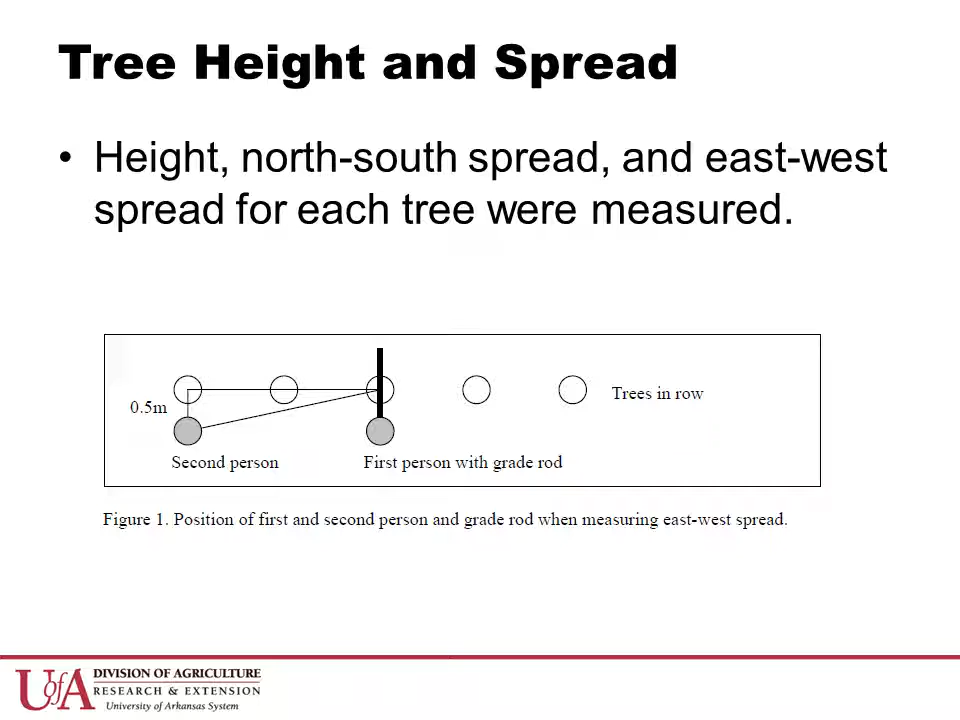 Tree Height and Spread
• Height, north-south spread, and east-west
spread for each tree were measured.
Trees in row
0.5m
Second person
First person with grade rod
Figure 1. Position of first and second person and grade rod when measuring east-west spread.
UofA
DIVISION OF AGRICULTURE
RESEARCH & EXTENSION
University of Arkansas System